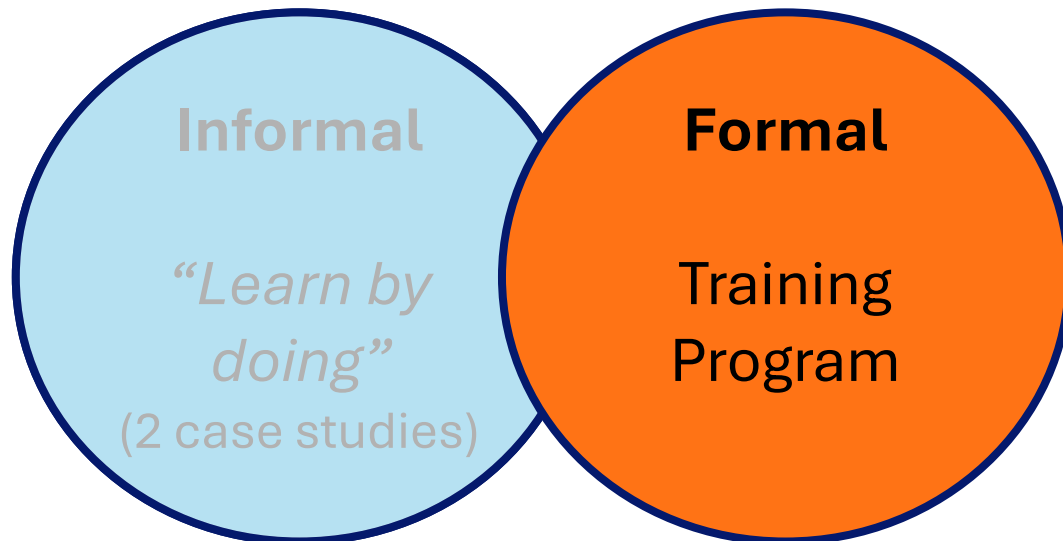 Informal
“Learn by
doing”
(2 case studies)
Formal
Training
Program